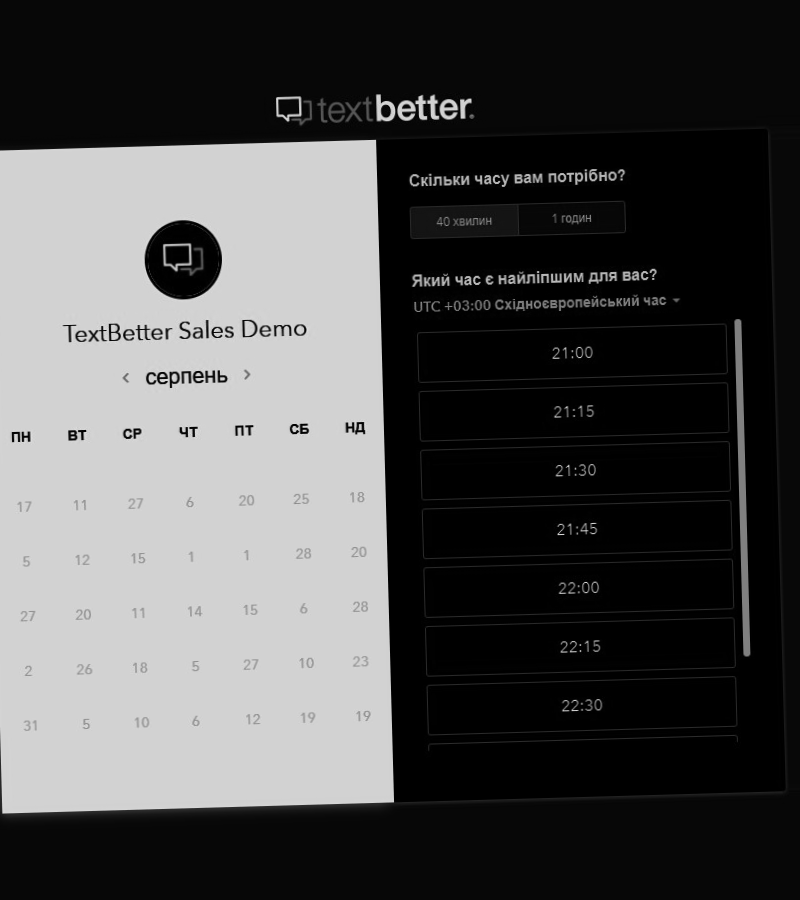 textbetter.
TextBetter Sales Demo
серпень
ПН ВТ СР ЧТ ПТ СБ НД
17 11 27 6 20 25 18
5 12 15 1 1 28 20
27 20 11 14 15 6 28
2 26 18 5 27 10 23
31 5 10 6 12 19 19
Скільки часу вам потрібно?
40 хвилин 1 годин
Який час є найліпшим для вас?
UTC +03:00 Східноєвропейський час
21:00
21:15
21:30
21:45
22:00
22:15
22:30